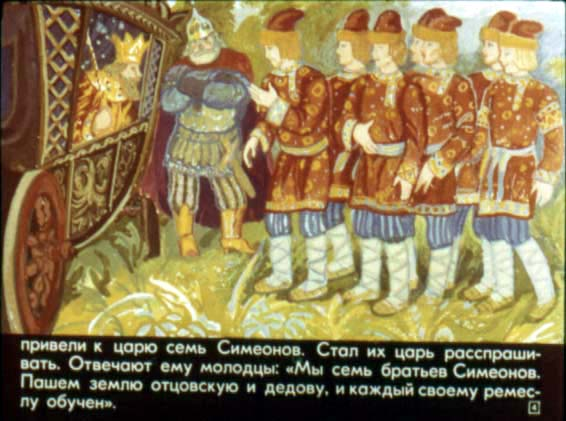 привели к царю семь Симеонов. Стал их царь расспраши-
вать. Отвечают ему молодцы: «Мы семь братьев Симеонов.
Пашем землю отцовскую и дедову, и каждый своему ремес-
лу обучен».
4